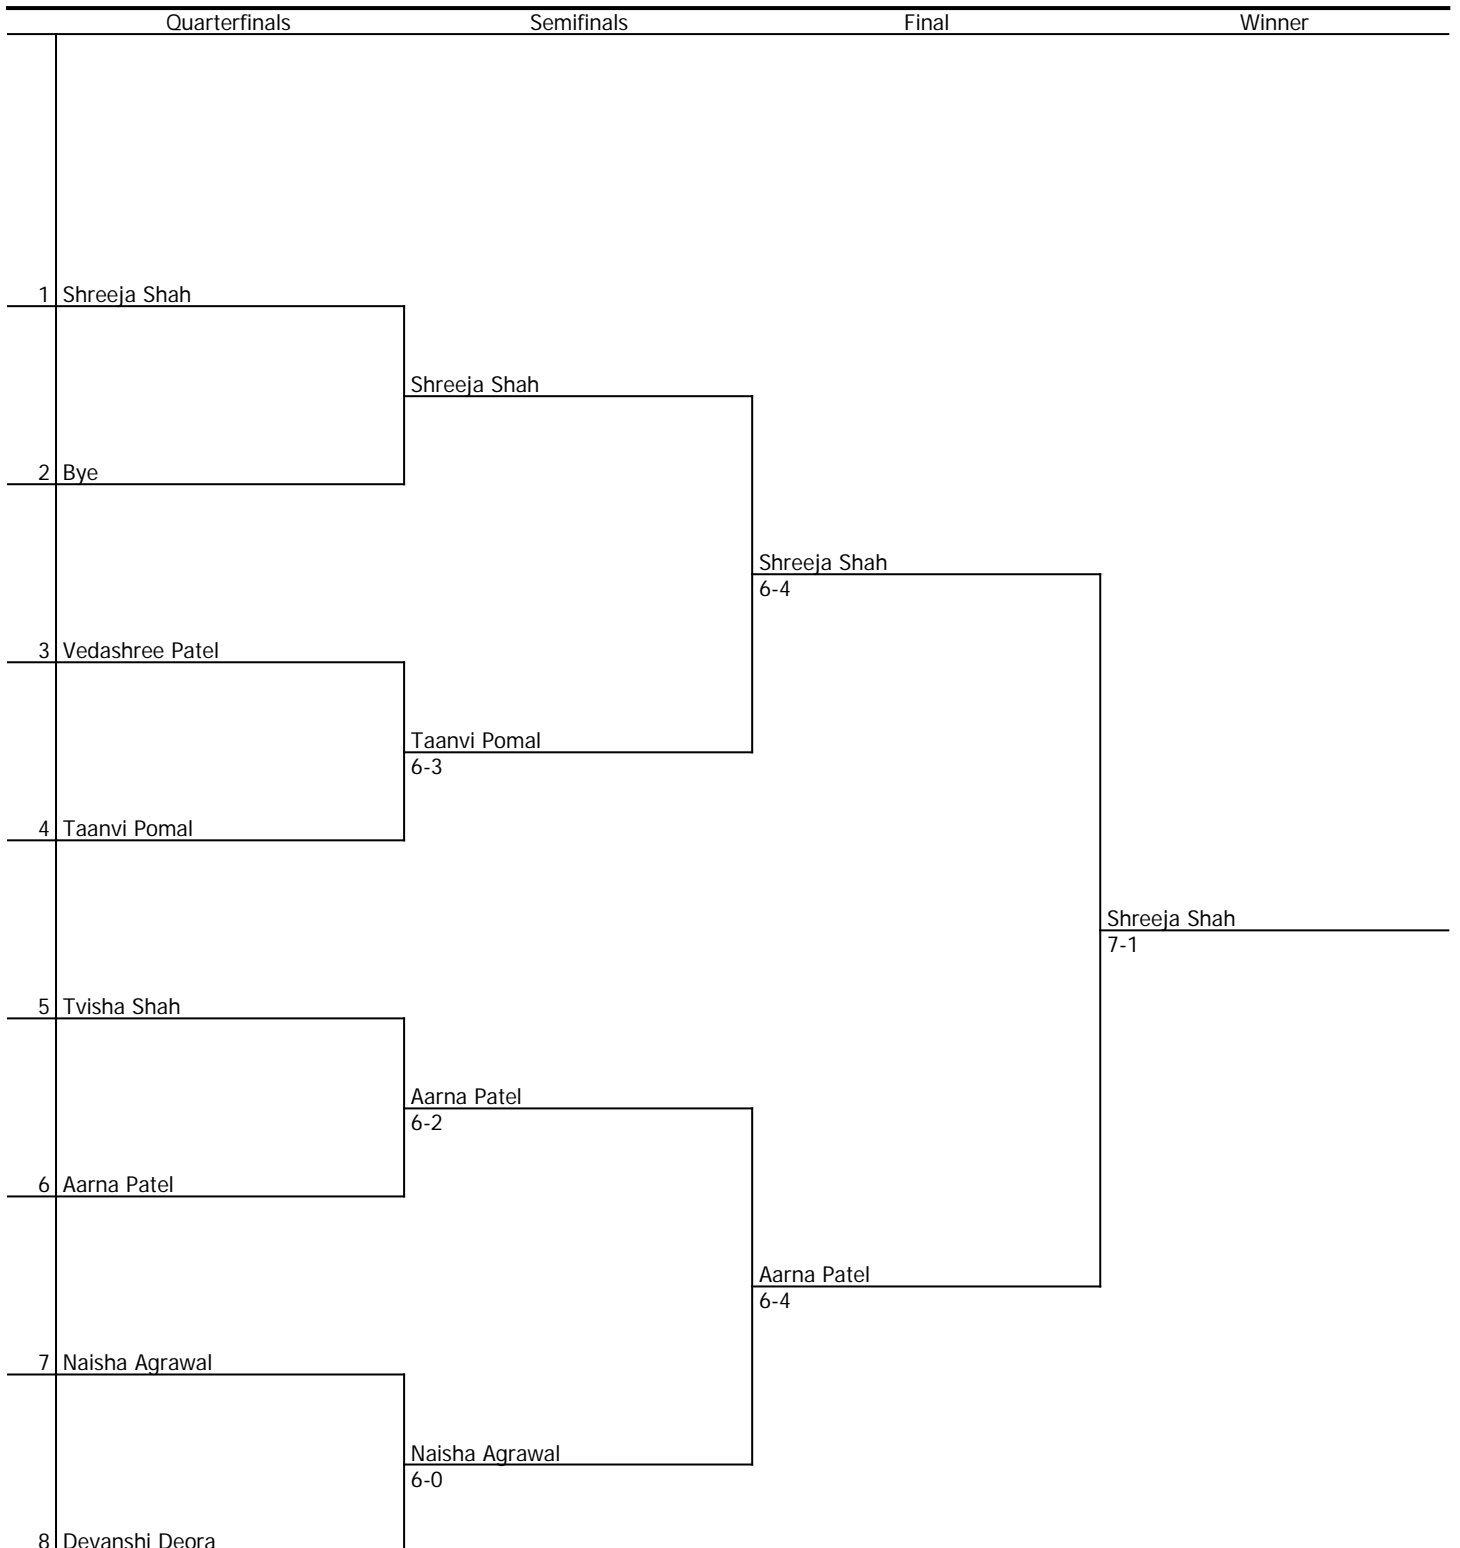 Quarterfinals Semifinals Final Winner
1 Shreeja Shah
Shreeja Shah
2 Bye
Shreeja Shah
6-4
3 Vedashree Patel
Taanvi Pomal
6-3
4 Taanvi Pomal
Shreeja Shah
7-1
5 Tvisha Shah
Aarna Patel
6-2
6 Aarna Patel
Aarna Patel
6-4
7 Naisha Agrawal
Naisha Agrawal
6-0
8 Devanshi Deora